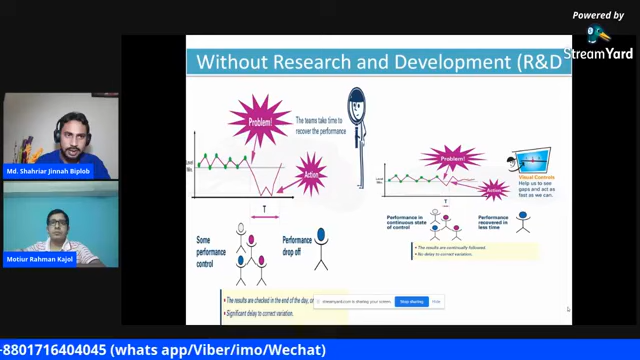 Powered by
StreamYard
Without Research and Development (R&D
Problem!
The teams take time to
recover the performance
Level
Action
T
Some
performance
control
Performance
drop off
The results are checked in the end of the day, or
Significant delay to correct variation.
Problem!
Level
Action
T
Visual Controls
Help us to see
gaps and act as
fast as we can.
Performance
in continuous state
of control
Performance
recovered in
less time
The results are continually followed.
No delay to correct variation.
streamyard.com is sharing your screen.
Stop sharing
Hide
Md. Shahriar Jinnah Biplob
Motiur Rahman Kajol
-8801716404045 (whats app/Viber/imo/Wechat)